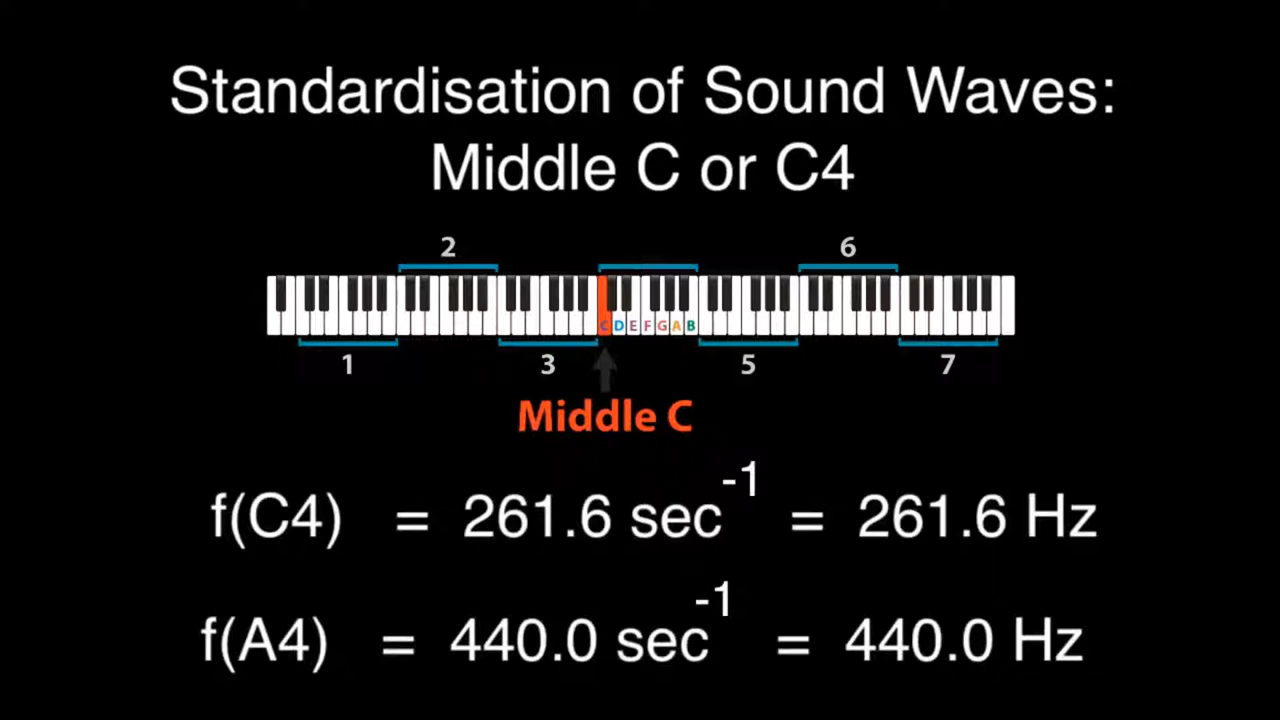 Standardisation of Sound Waves:
Middle C or C4
2 6
C D E F G A B
1 3 5 7
Middle C
f(C4) = 261.6 sec⁻¹ = 261.6 Hz
f(A4) = 440.0 sec⁻¹ = 440.0 Hz